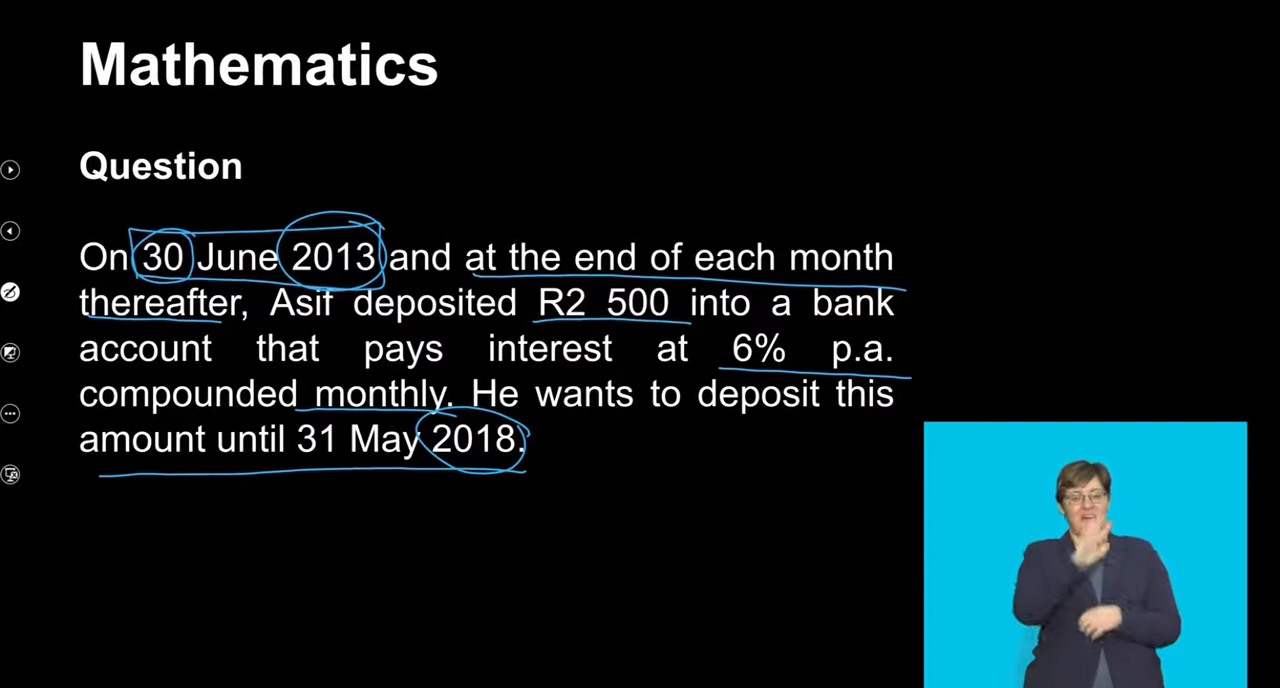 Mathematics
Question
On 30 June 2013 and at the end of each month
thereafter, Asif deposited R2 500 into a bank
account that pays interest at 6% p.a.
compounded monthly. He wants to deposit this
amount until 31 May 2018.